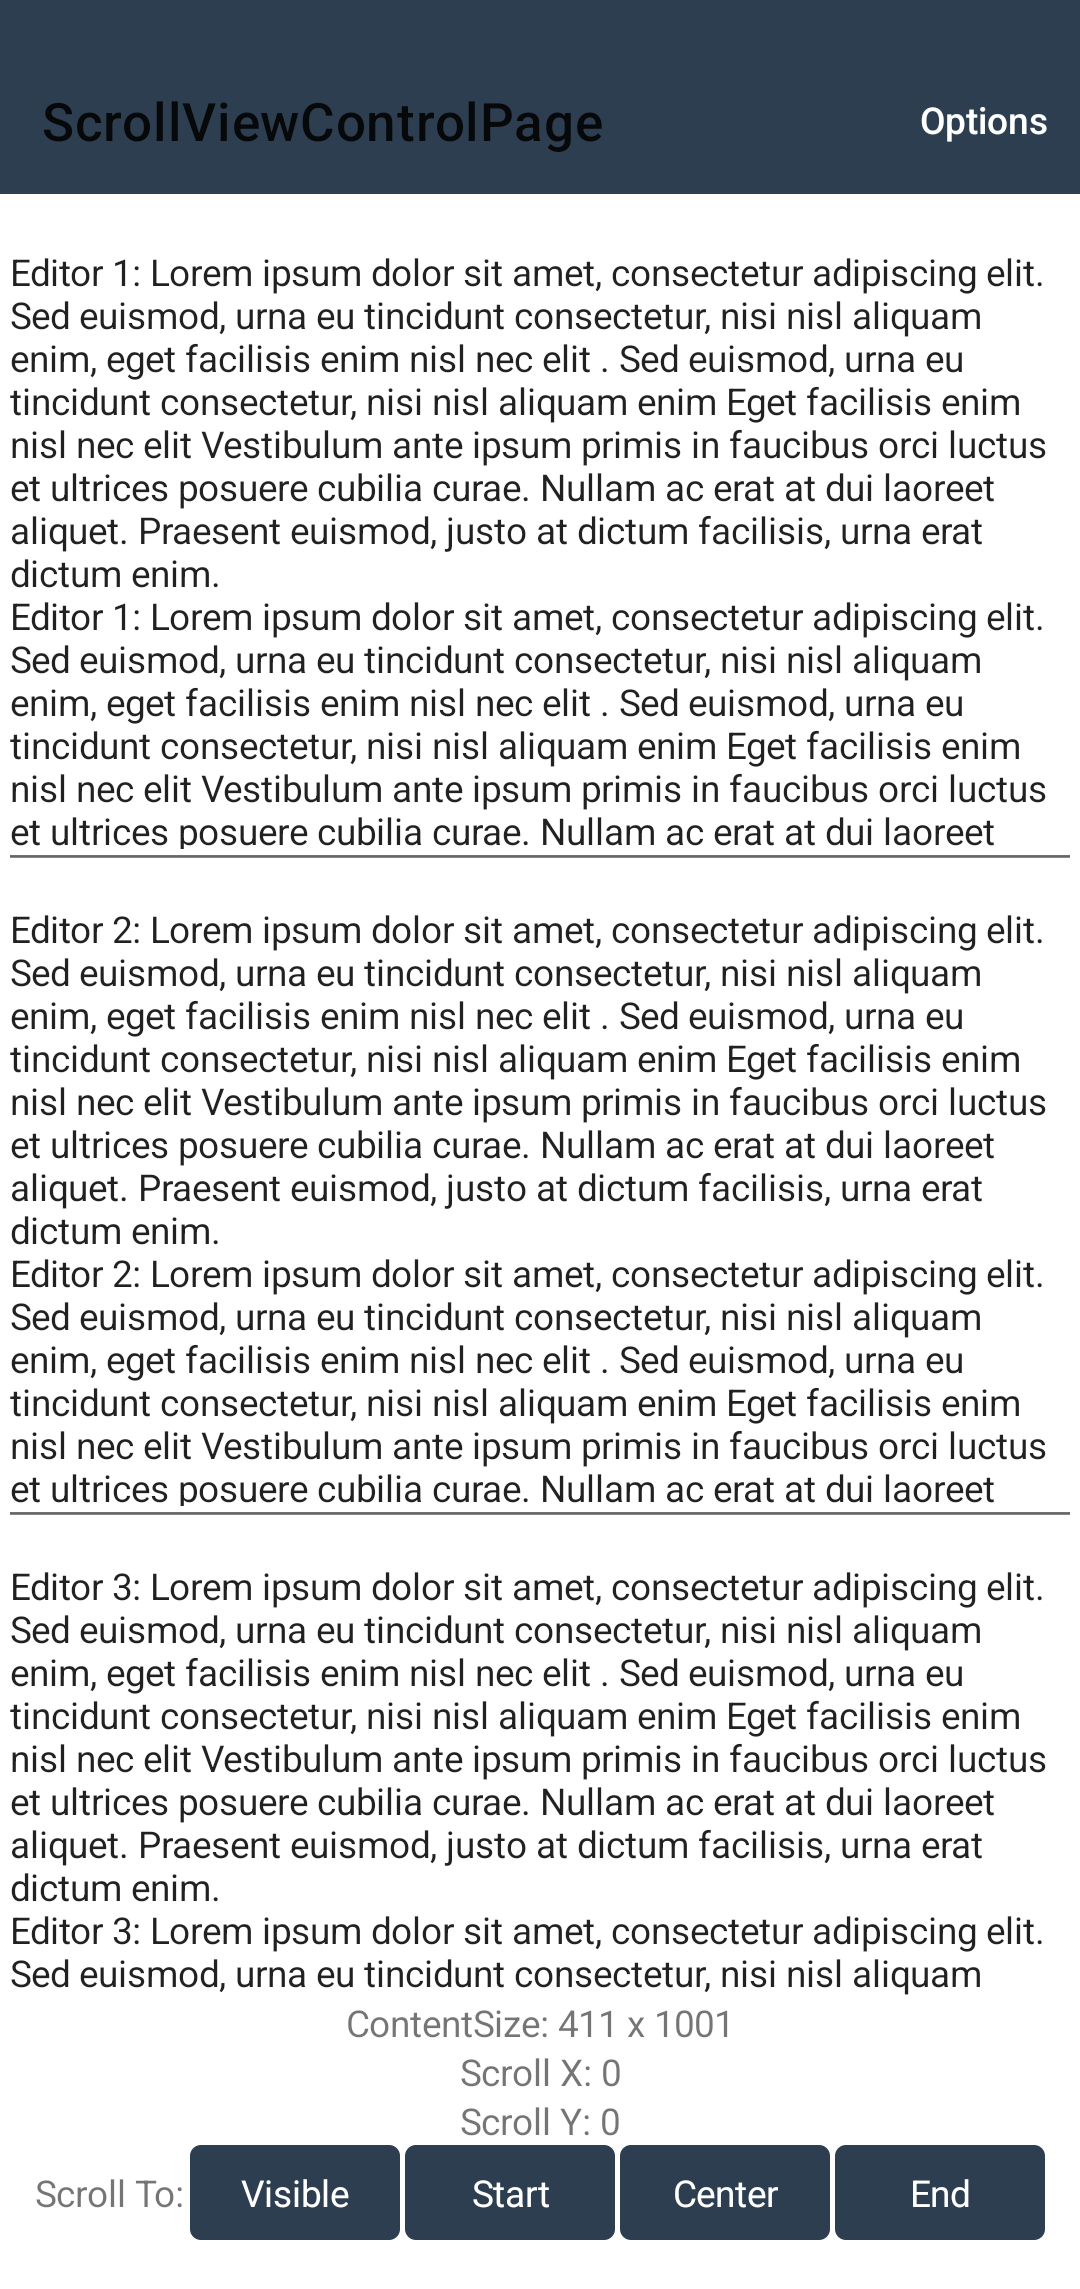 ScrollViewControlPage
Options
Editor 1: Lorem ipsum dolor sit amet, consectetur adipiscing elit.
Sed euismod, urna eu tincidunt consectetur, nisi nisl aliquam
enim, eget facilisis enim nisl nec elit . Sed euismod, urna eu
tincidunt consectetur, nisi nisl aliquam enim Eget facilisis enim
nisl nec elit Vestibulum ante ipsum primis in faucibus orci luctus
et ultrices posuere cubilia curae. Nullam ac erat at dui laoreet
aliquet. Praesent euismod, justo at dictum facilisis, urna erat
dictum enim.
Editor 1: Lorem ipsum dolor sit amet, consectetur adipiscing elit.
Sed euismod, urna eu tincidunt consectetur, nisi nisl aliquam
enim, eget facilisis enim nisl nec elit . Sed euismod, urna eu
tincidunt consectetur, nisi nisl aliquam enim Eget facilisis enim
nisl nec elit Vestibulum ante ipsum primis in faucibus orci luctus
et ultrices posuere cubilia curae. Nullam ac erat at dui laoreet
Editor 2: Lorem ipsum dolor sit amet, consectetur adipiscing elit.
Sed euismod, urna eu tincidunt consectetur, nisi nisl aliquam
enim, eget facilisis enim nisl nec elit . Sed euismod, urna eu
tincidunt consectetur, nisi nisl aliquam enim Eget facilisis enim
nisl nec elit Vestibulum ante ipsum primis in faucibus orci luctus
et ultrices posuere cubilia curae. Nullam ac erat at dui laoreet
aliquet. Praesent euismod, justo at dictum facilisis, urna erat
dictum enim.
Editor 2: Lorem ipsum dolor sit amet, consectetur adipiscing elit.
Sed euismod, urna eu tincidunt consectetur, nisi nisl aliquam
enim, eget facilisis enim nisl nec elit . Sed euismod, urna eu
tincidunt consectetur, nisi nisl aliquam enim Eget facilisis enim
nisl nec elit Vestibulum ante ipsum primis in faucibus orci luctus
et ultrices posuere cubilia curae. Nullam ac erat at dui laoreet
Editor 3: Lorem ipsum dolor sit amet, consectetur adipiscing elit.
Sed euismod, urna eu tincidunt consectetur, nisi nisl aliquam
enim, eget facilisis enim nisl nec elit . Sed euismod, urna eu
tincidunt consectetur, nisi nisl aliquam enim Eget facilisis enim
nisl nec elit Vestibulum ante ipsum primis in faucibus orci luctus
et ultrices posuere cubilia curae. Nullam ac erat at dui laoreet
aliquet. Praesent euismod, justo at dictum facilisis, urna erat
dictum enim.
Editor 3: Lorem ipsum dolor sit amet, consectetur adipiscing elit.
Sed euismod, urna eu tincidunt consectetur, nisi nisl aliquam
ContentSize: 411 x 1001
Scroll X: 0
Scroll Y: 0
Scroll To: Visible Start Center End